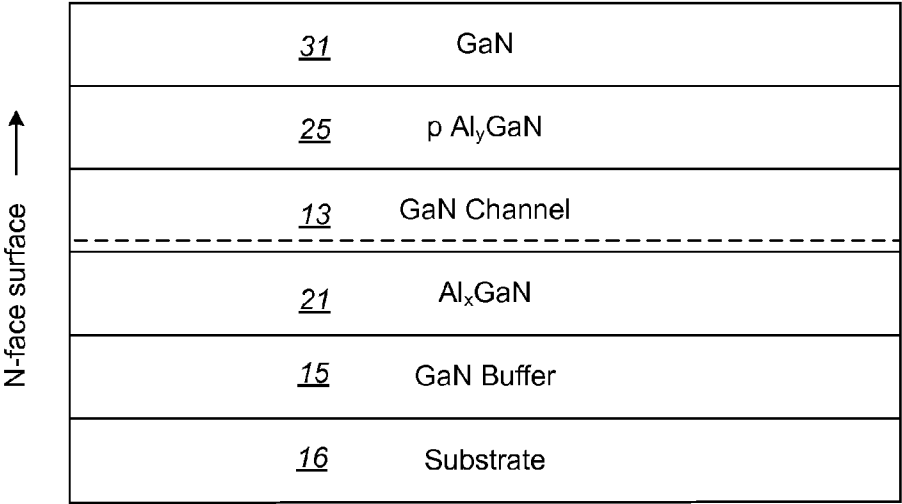 31 GaN
25 p AlyGaN
13 GaN Channel
21 AlxGaN
15 GaN Buffer
16 Substrate
N-face surface